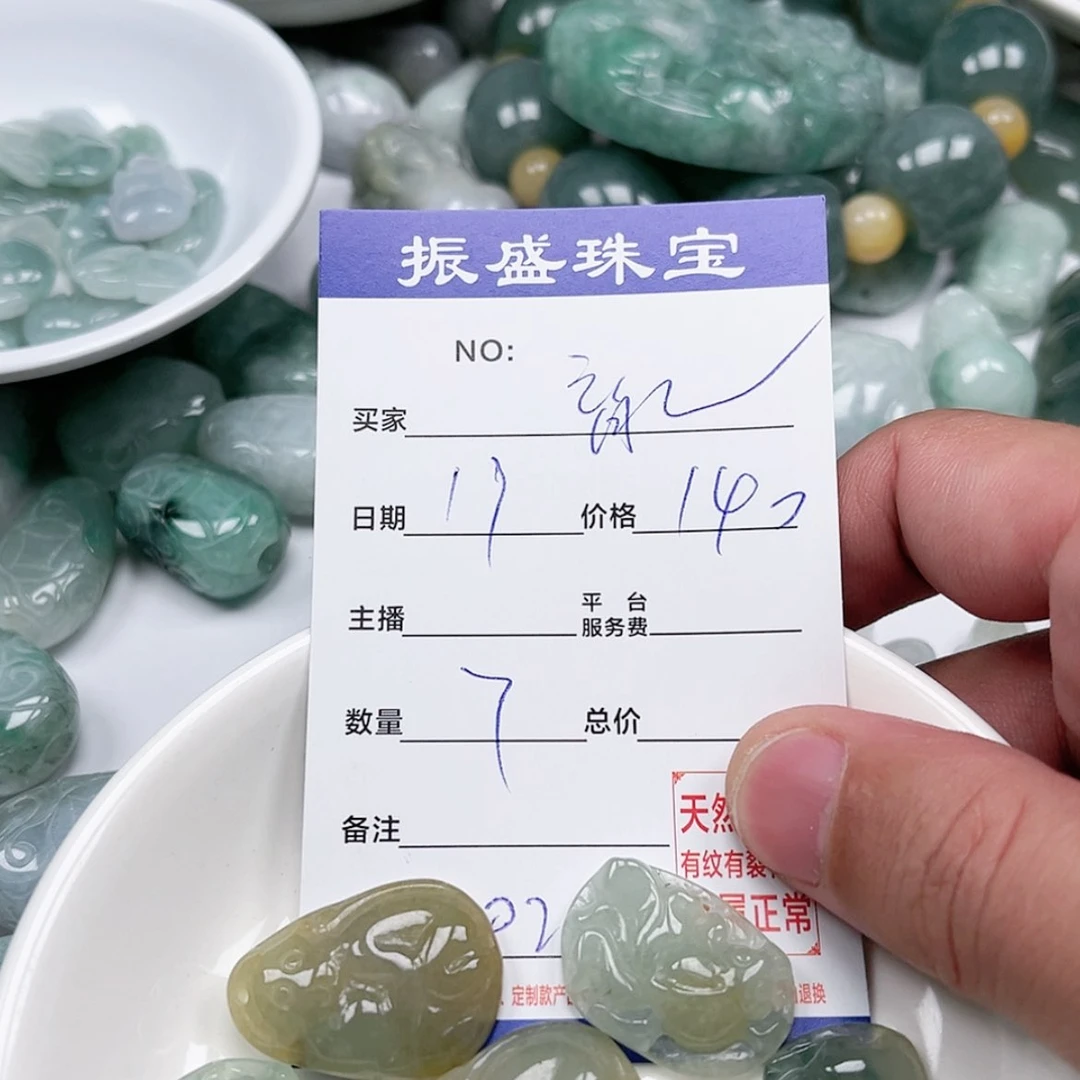 振盛珠宝
NO:
买家
日期 17 价格
主播 平台服务费
数量 7 总价
备注
天然
有纹有裂
正常
02
定制款产
退换